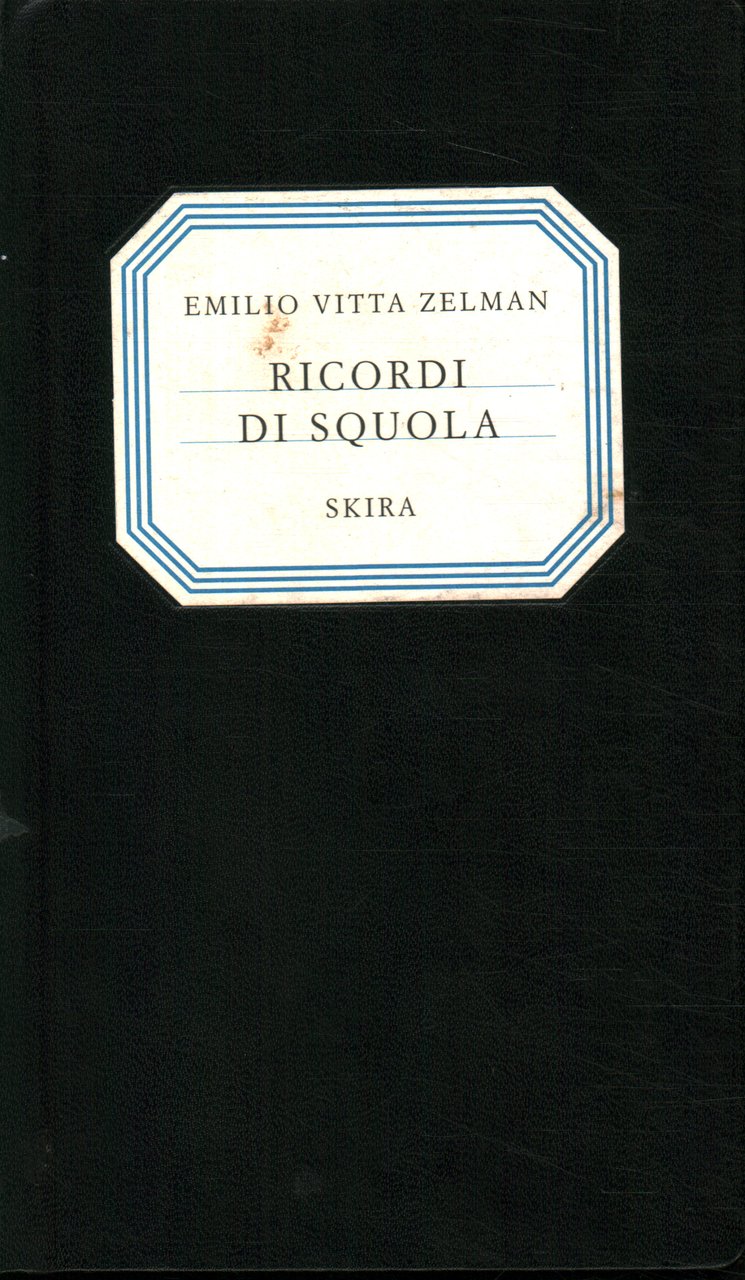 EMILIO VITTA ZELMAN
RICORDI
DI SQUOLA
SKIRA